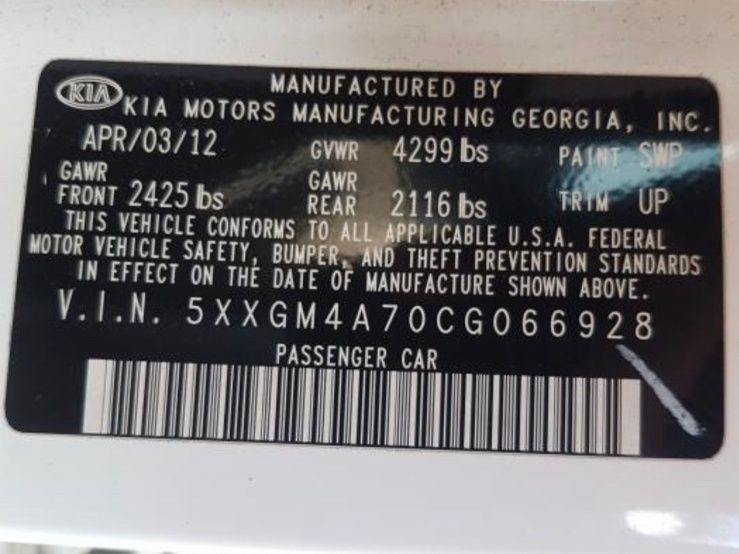 KIA
MANUFACTURED BY
KIA MOTORS MANUFACTURING GEORGIA, INC.
APR/03/12 GVWR 4299 lbs PAINT SWP
GAWR FRONT 2425 lbs GAWR REAR 2116 lbs TRIM UP
THIS VEHICLE CONFORMS TO ALL APPLICABLE U.S.A. FEDERAL
MOTOR VEHICLE SAFETY, BUMPER, AND THEFT PREVENTION STANDARDS
IN EFFECT ON THE DATE OF MANUFACTURE SHOWN ABOVE.
V.I.N. 5XXGM4A70CG066928
PASSENGER CAR